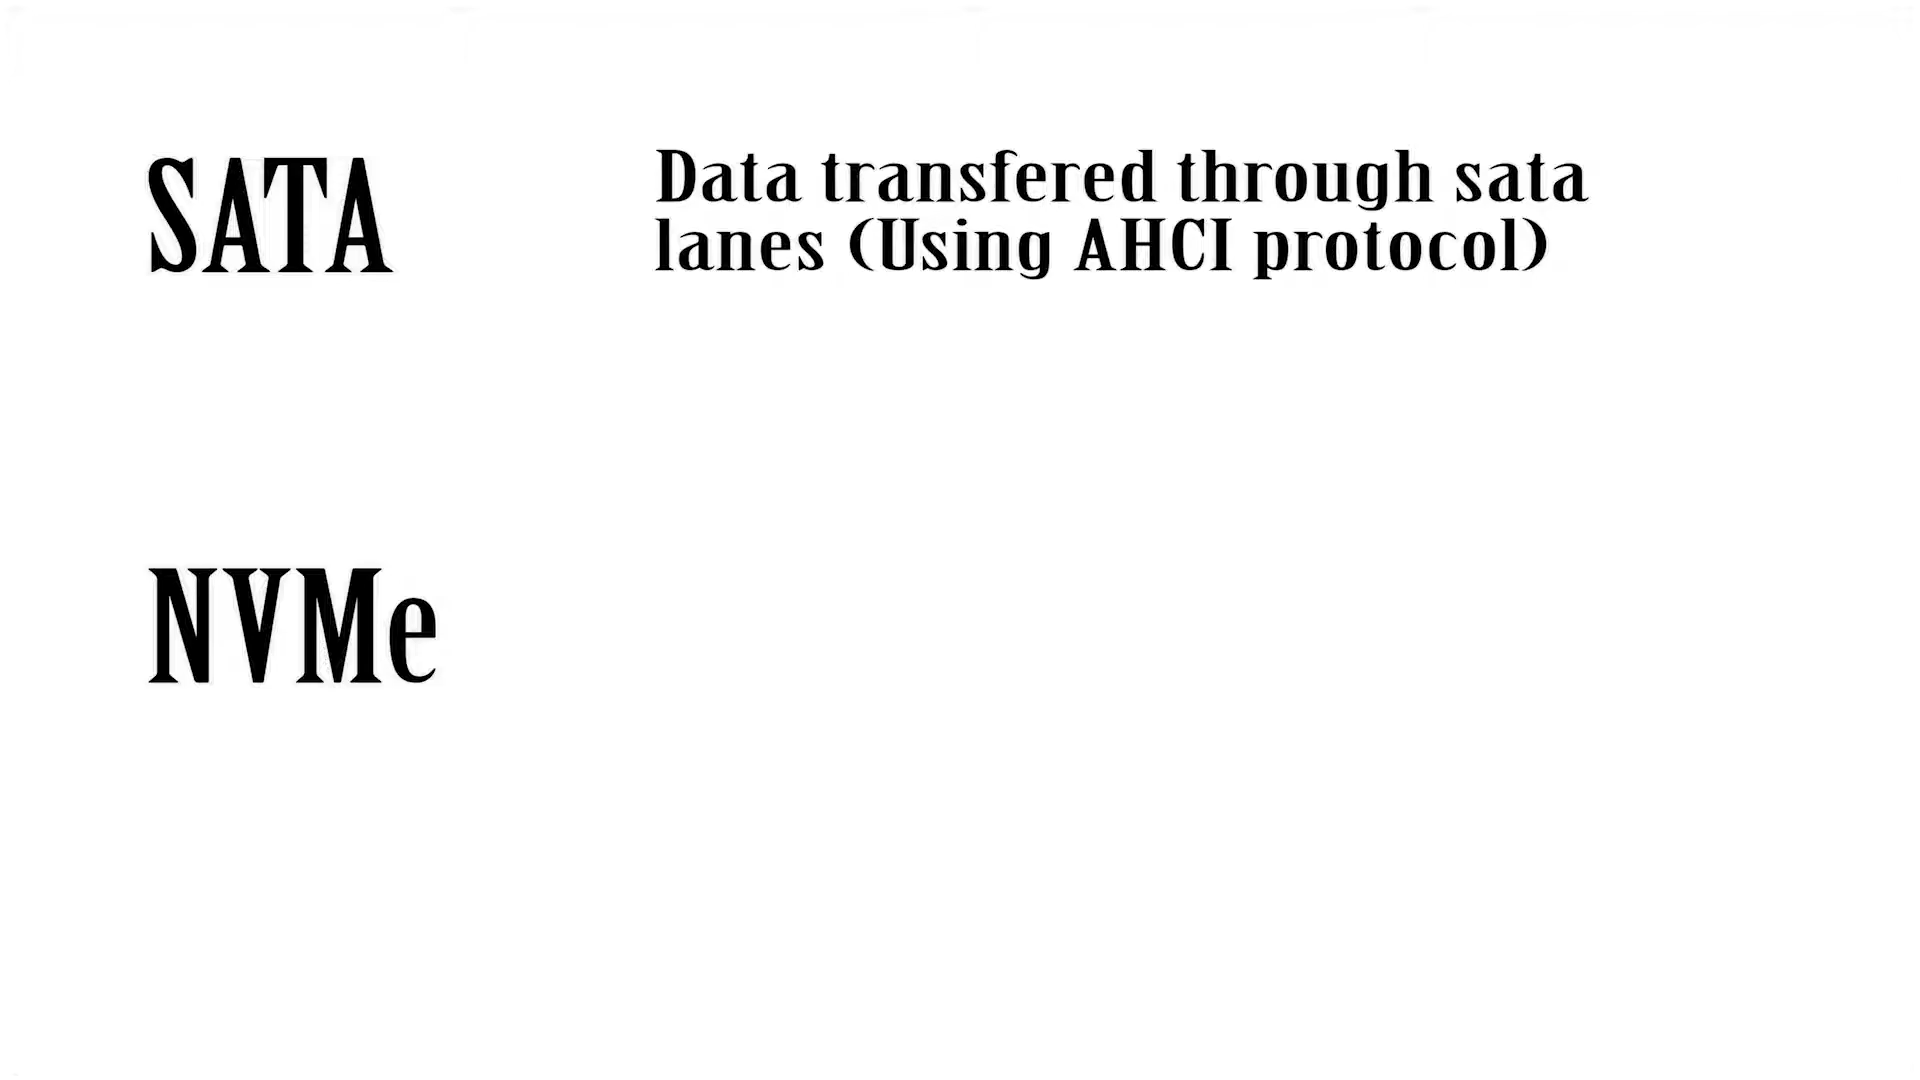 SATA
Data transfered through sata
lanes (Using AHCI protocol)
NVMe